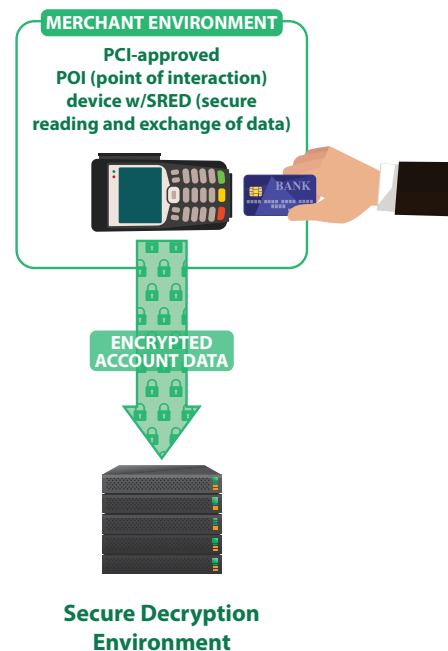 MERCHANT ENVIRONMENT
PCI-approved
POI (point of interaction)
device w/SRED (secure
reading and exchange of data)
BANK
ENCRYPTED
ACCOUNT DATA
Secure Decryption
Environment